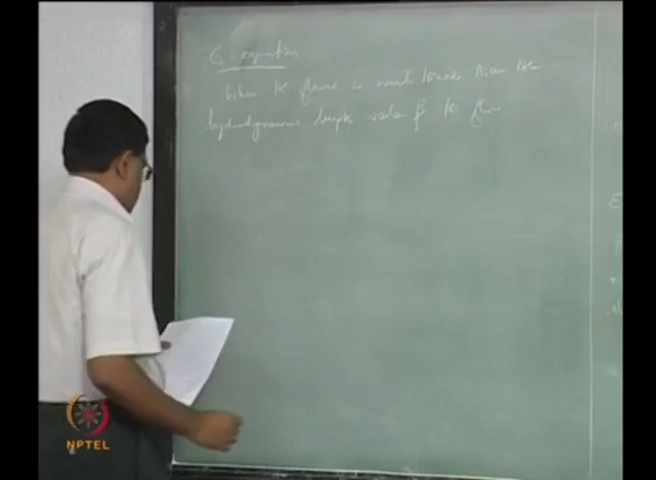 G-equation
When the flame is much thinner than the
hydrodynamic length scale of the flow
NPTEL